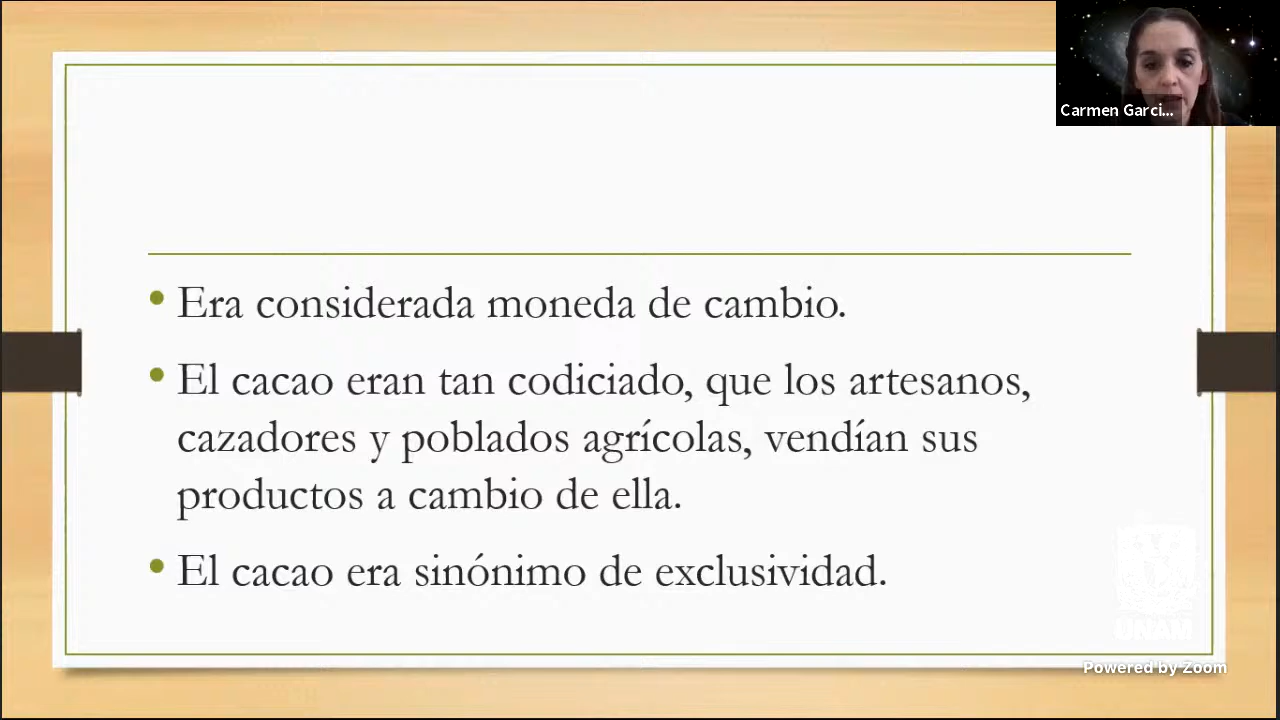 Carmen Garci...
• Era considerada moneda de cambio.
• El cacao eran tan codiciado, que los artesanos,
cazadores y poblados agrícolas, vendían sus
productos a cambio de ella.
• El cacao era sinónimo de exclusividad.
UNAM
Powered by Zoom